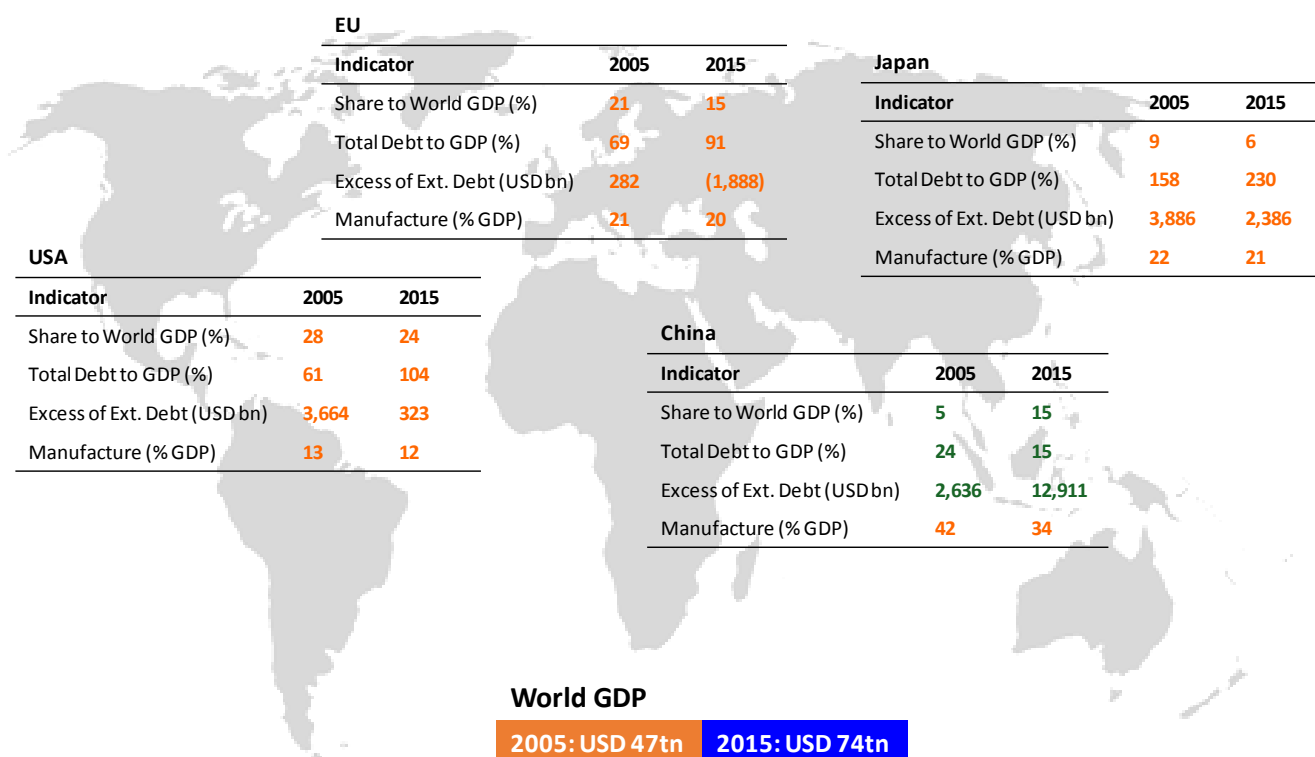 EU
Indicator 2005 2015
Share to World GDP (%) 21 15
Total Debt to GDP (%) 69 91
Excess of Ext. Debt (USD bn) 282 (1,888)
Manufacture (% GDP) 21 20
Japan
Indicator 2005 2015
Share to World GDP (%) 9 6
Total Debt to GDP (%) 158 230
Excess of Ext. Debt (USD bn) 3,886 2,386
Manufacture (% GDP) 22 21
USA
Indicator 2005 2015
Share to World GDP (%) 28 24
Total Debt to GDP (%) 61 104
Excess of Ext. Debt (USD bn) 3,664 323
Manufacture (% GDP) 13 12
China
Indicator 2005 2015
Share to World GDP (%) 5 15
Total Debt to GDP (%) 24 15
Excess of Ext. Debt (USD bn) 2,636 12,911
Manufacture (% GDP) 42 34
World GDP
2005: USD 47tn 2015: USD 74tn